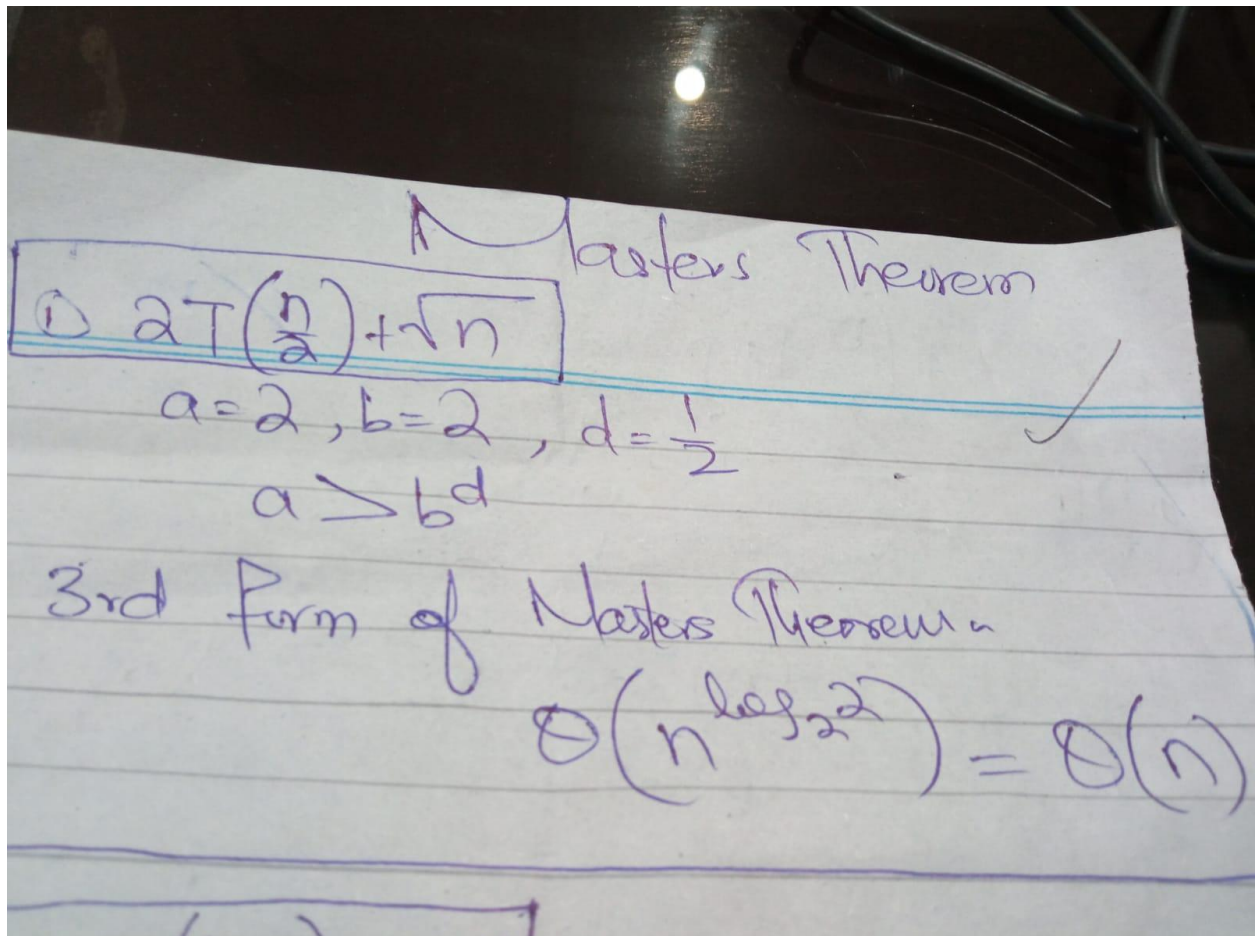 Masters Theorem
① 2T(n/2)+√n
a=2, b=2, d=1/2
a>b^d
3rd form of Masters Theorem.
Θ(n^log₂2) = Θ(n)